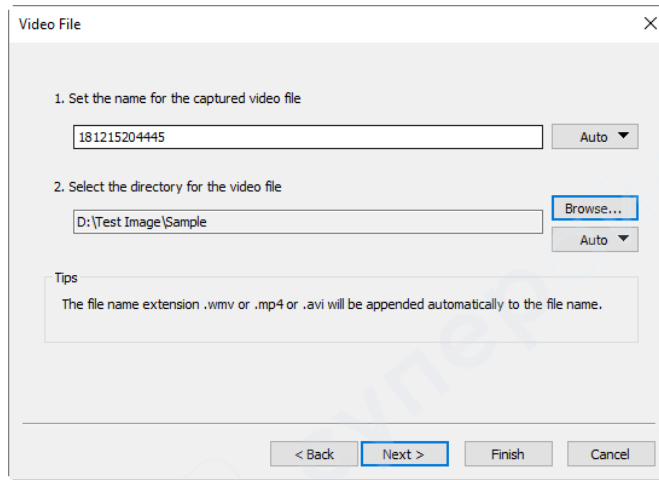 Video File
1. Set the name for the captured video file
181215204445
Auto
2. Select the directory for the video file
D:\Test Image\Sample
Browse...
Auto
Tips
The file name extension .wmv or .mp4 or .avi will be appended automatically to the file name.
< Back
Next >
Finish
Cancel